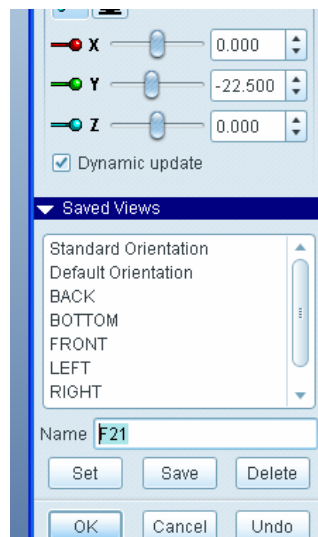 X 0.000
Y -22.500
Z 0.000
Dynamic update
Saved Views
Standard Orientation
Default Orientation
BACK
BOTTOM
FRONT
LEFT
RIGHT
Name F21
Set Save Delete
OK Cancel Undo